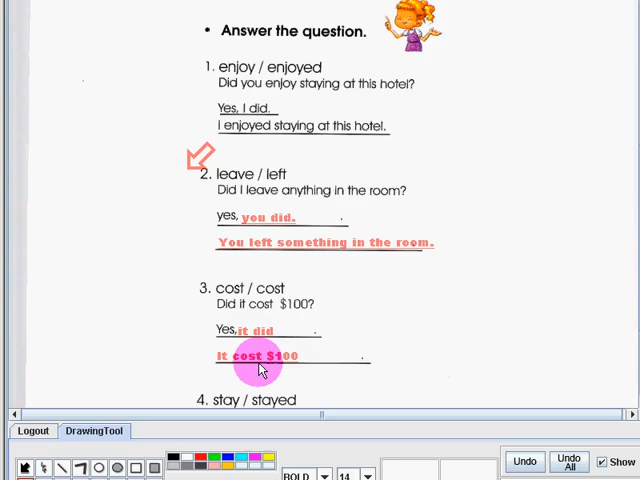 • Answer the question.
1. enjoy / enjoyed
Did you enjoy staying at this hotel?
Yes, I did.
I enjoyed staying at this hotel.
2. leave / left
Did I leave anything in the room?
yes, you did. .
You left something in the room.
3. cost / cost
Did it cost $100?
Yes, it did .
It cost $100 .
4. stay / stayed
Logout DrawingTool
BOLD 14 Undo Undo All Show